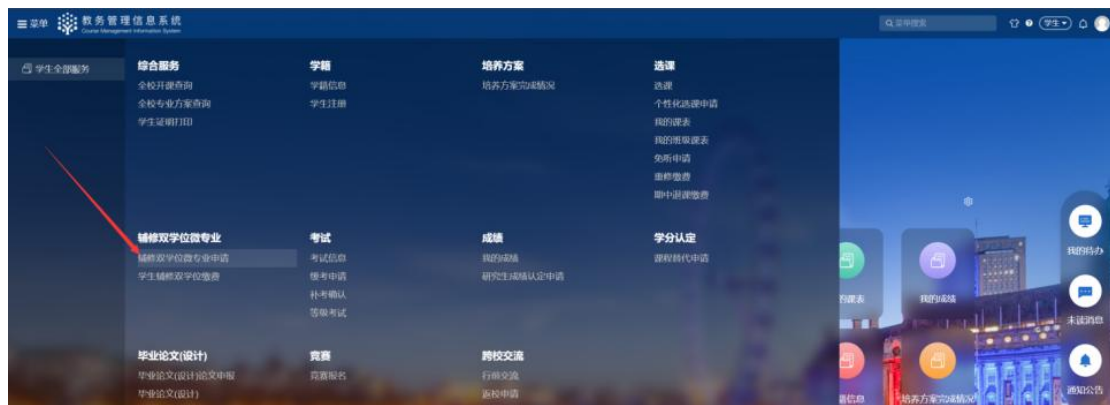 菜单
教务管理信息系统
Course Management Information System
菜单搜索
学生
学生全部服务
综合服务
全校开课查询
全校专业方案查询
学生证明打印
学籍
学籍信息
学生注册
培养方案
培养方案完成情况
选课
选课
个性化选课申请
我的课表
我的班级课表
免听申请
重修缴费
期中退课缴费
辅修双学位微专业
辅修双学位微专业申请
学生辅修双学位缴费
考试
考试信息
缓考申请
补考确认
等级考试
成绩
我的成绩
研究生成绩认定申请
学分认定
课程替代申请
毕业论文(设计)
毕业论文(设计)论文申报
毕业论文(设计)
竞赛
竞赛报名
跨校交流
行前交流
返校申请
的课表
我的成绩
籍信息
培养方案完成情况
我的待办
未读消息
通知公告